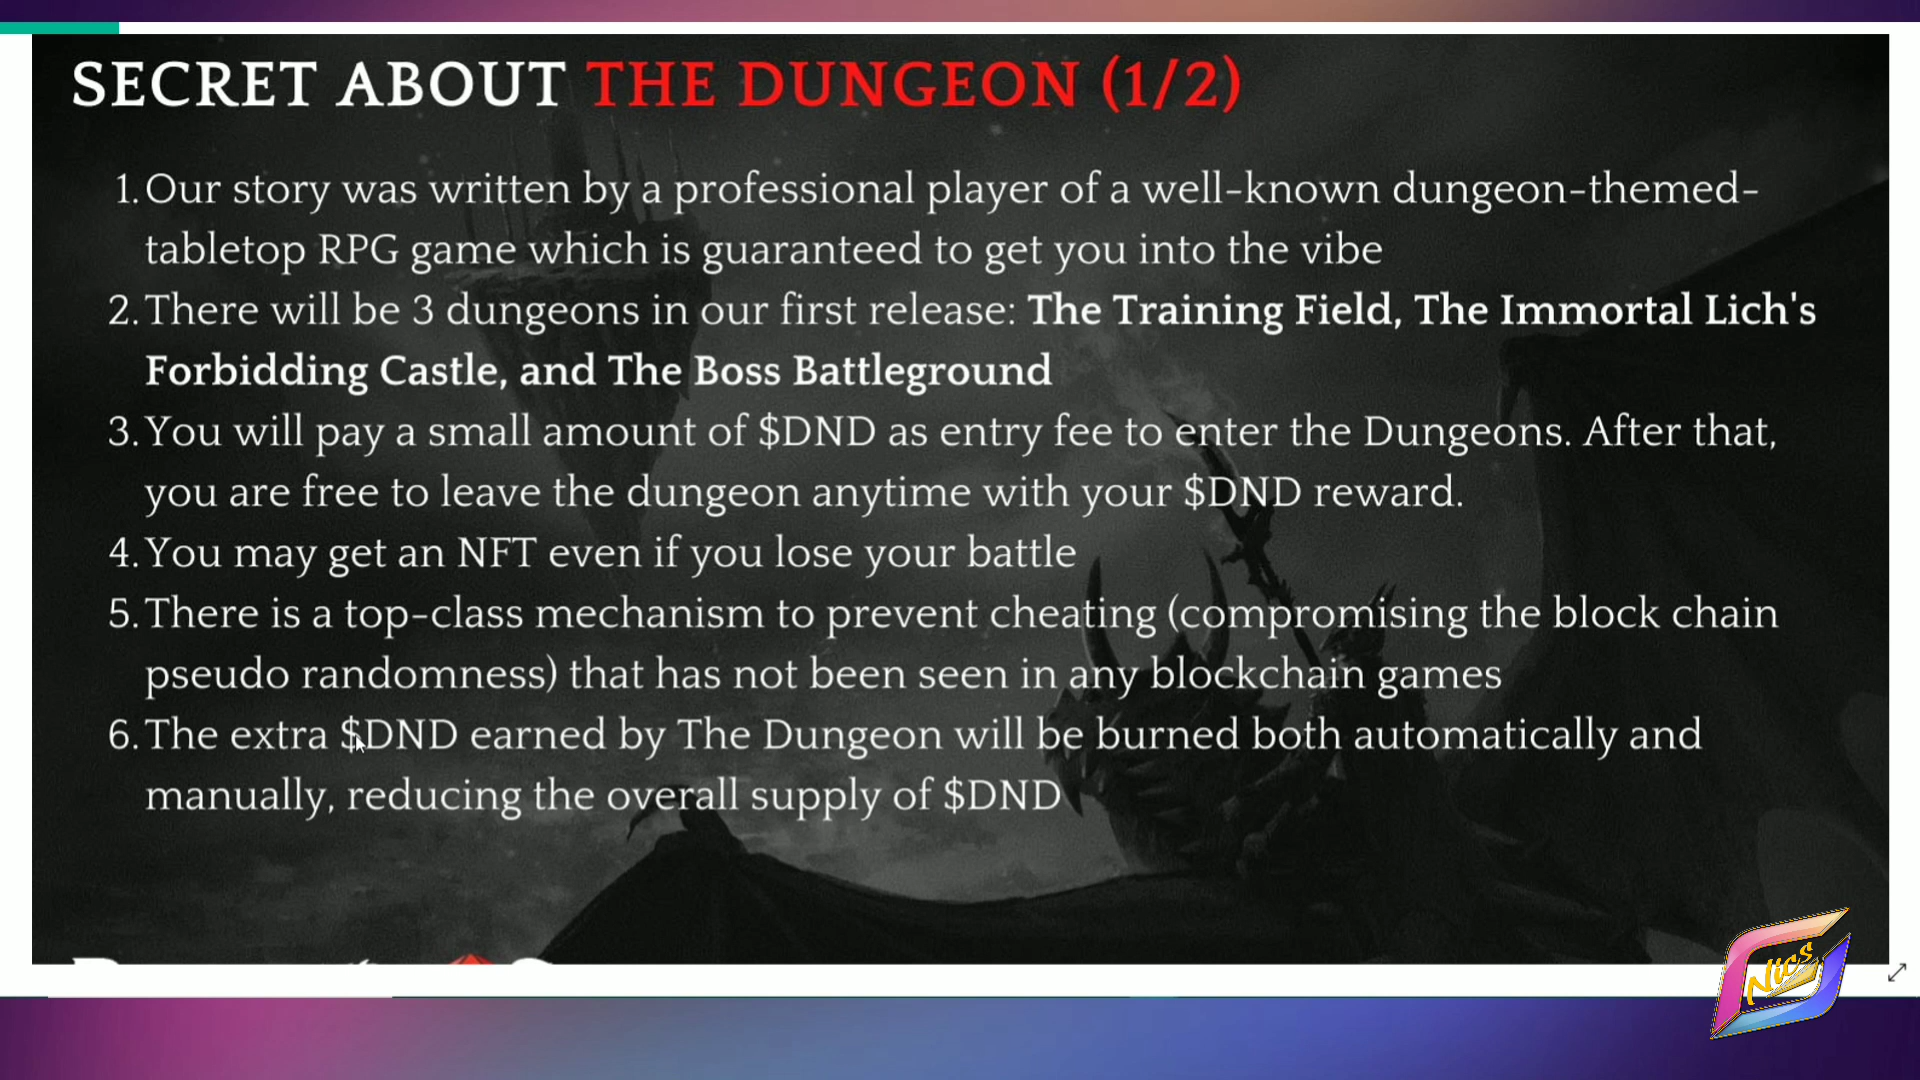 SECRET ABOUT THE DUNGEON (1/2)
1. Our story was written by a professional player of a well-known dungeon-themed-
tabletop RPG game which is guaranteed to get you into the vibe
2. There will be 3 dungeons in our first release: The Training Field, The Immortal Lich's
Forbidding Castle, and The Boss Battleground
3. You will pay a small amount of $DND as entry fee to enter the Dungeons. After that,
you are free to leave the dungeon anytime with your $DND reward.
4. You may get an NFT even if you lose your battle
5. There is a top-class mechanism to prevent cheating (compromising the block chain
pseudo randomness) that has not been seen in any blockchain games
6. The extra $DND earned by The Dungeon will be burned both automatically and
manually, reducing the overall supply of $DND
Nics